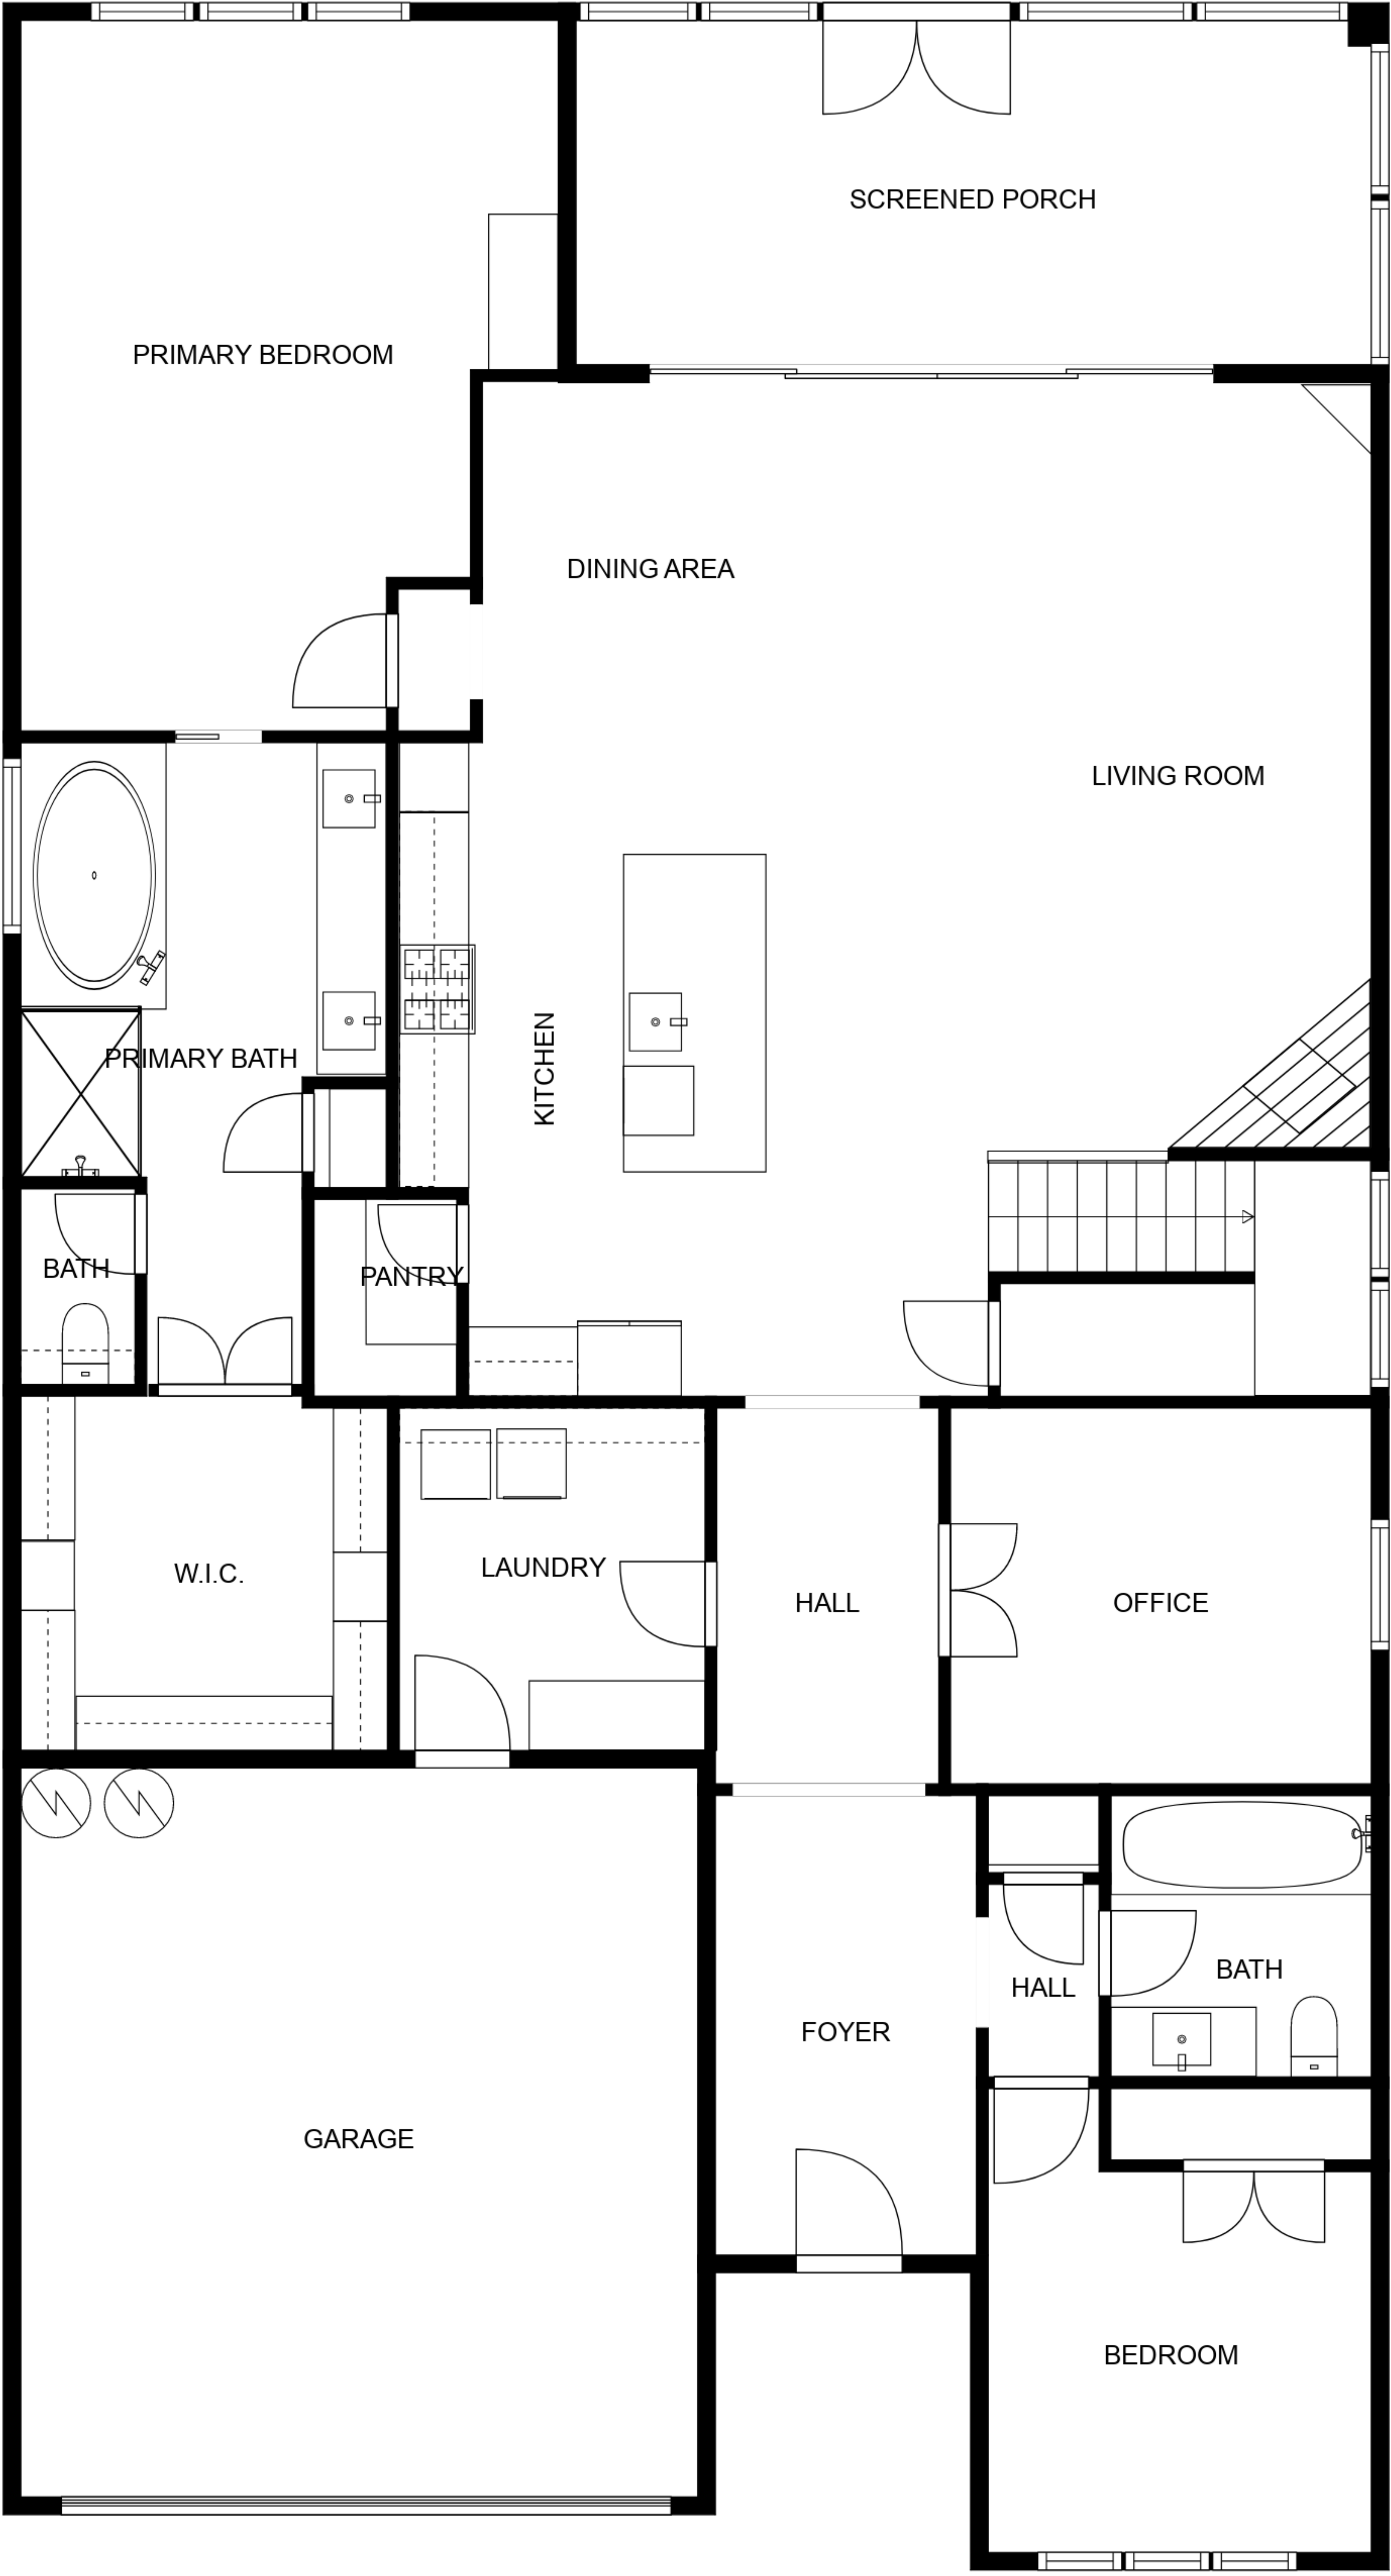 SCREENED PORCH
PRIMARY BEDROOM
DINING AREA
LIVING ROOM
PRIMARY BATH
KITCHEN
BATH
PANTRY
W.I.C.
LAUNDRY
HALL
OFFICE
BATH
HALL
FOYER
GARAGE
BEDROOM